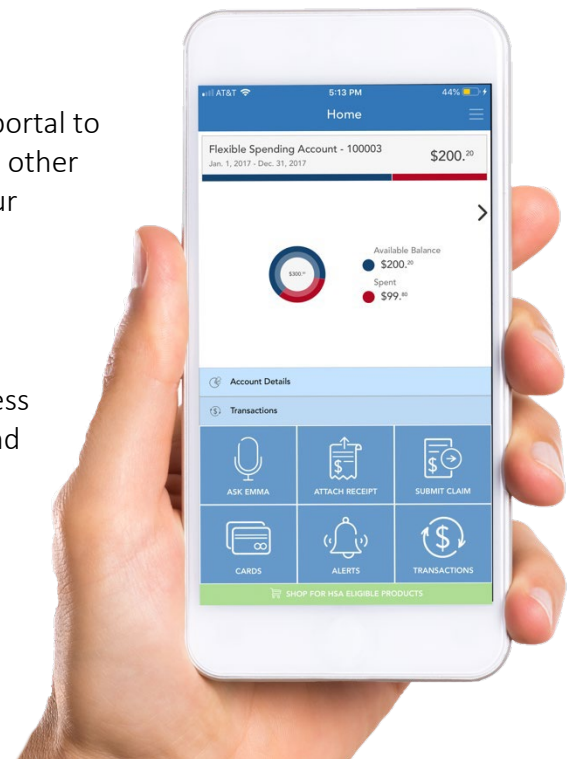 portal to
other
ur
ess
nd
AT&T 5:13 PM 44%
Home
Flexible Spending Account - 100003
Jan. 1, 2017 - Dec. 31, 2017
$200.20
Available Balance
$200.20
Spent
$99.80
$300.00
Account Details
Transactions
ASK EMMA ATTACH RECEIPT SUBMIT CLAIM
CARDS ALERTS TRANSACTIONS
SHOP FOR HSA ELIGIBLE PRODUCTS